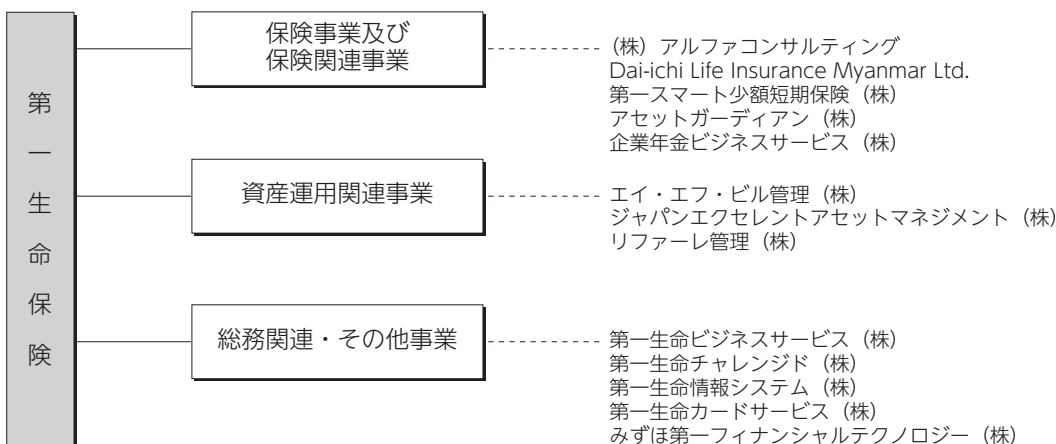 第一生命保険
保険事業及び
保険関連事業
(株)アルファコンサルティング
Dai-ichi Life Insurance Myanmar Ltd.
第一スマート少額短期保険(株)
アセットガーディアン(株)
企業年金ビジネスサービス(株)
資産運用関連事業
エイ・エフ・ビル管理(株)
ジャパンエクセレントアセットマネジメント(株)
リファーレ管理(株)
総務関連・その他事業
第一生命ビジネスサービス(株)
第一生命チャレンジド(株)
第一生命情報システム(株)
第一生命カードサービス(株)
みずほ第一フィナンシャルテクノロジー(株)